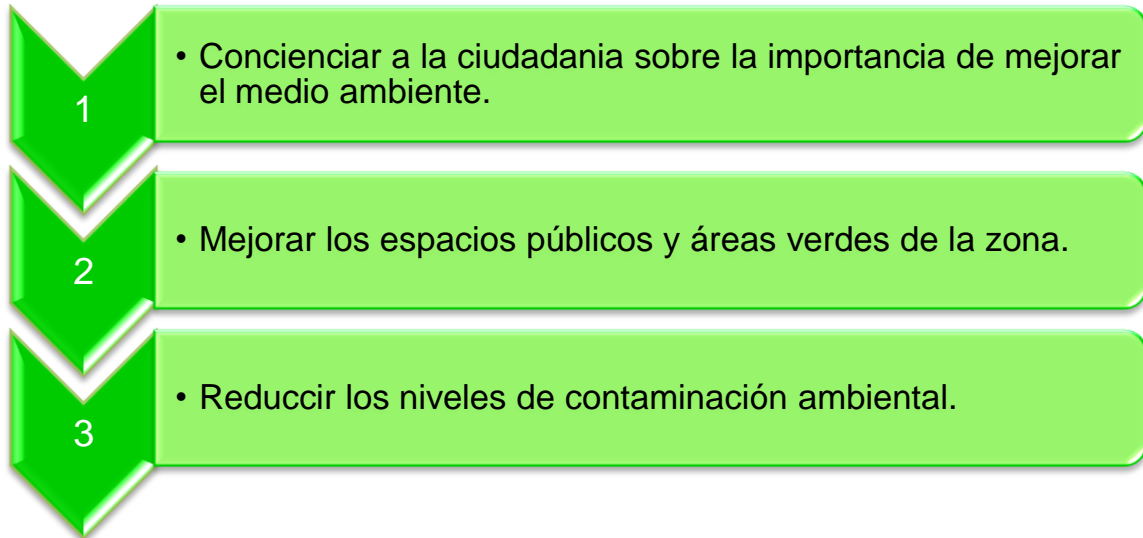 1
• Concienciar a la ciudadania sobre la importancia de mejorar
el medio ambiente.
2
• Mejorar los espacios públicos y áreas verdes de la zona.
3
• Reduccir los niveles de contaminación ambiental.